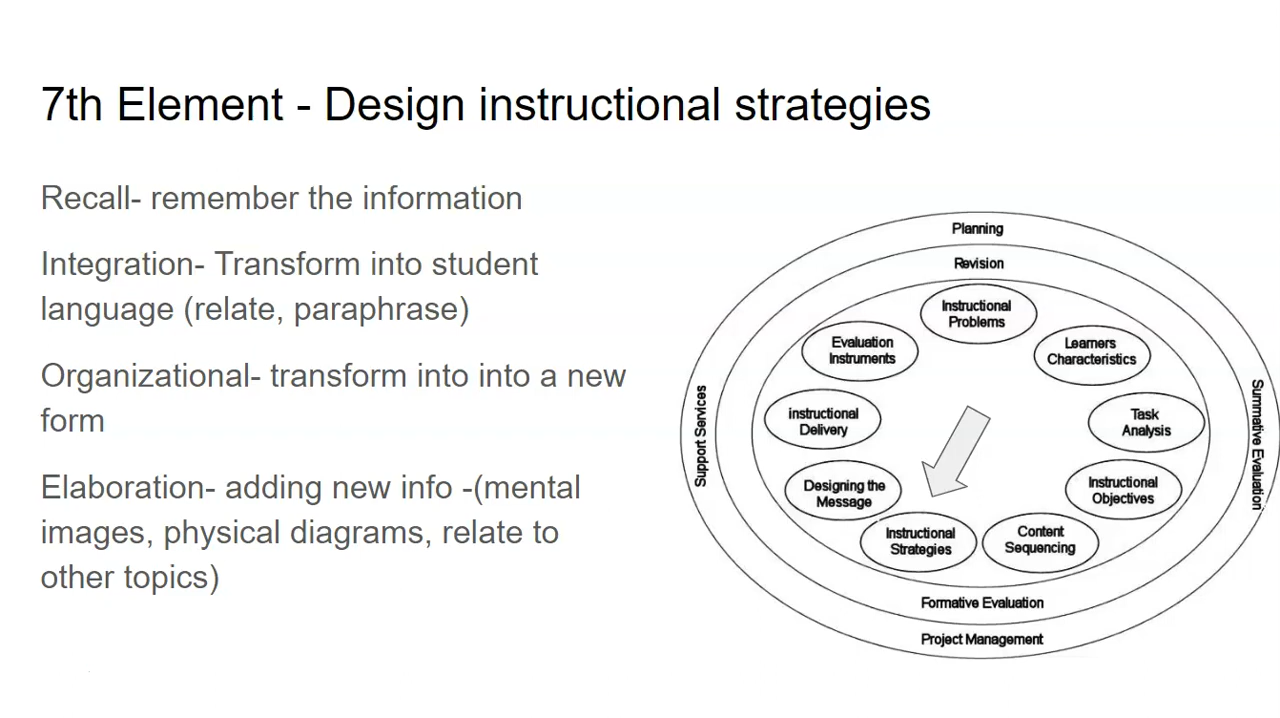 7th Element - Design instructional strategies
Recall- remember the information
Integration- Transform into student
language (relate, paraphrase)
Organizational- transform into into a new
form
Elaboration- adding new info -(mental
images, physical diagrams, relate to
other topics)
Planning
Revision
Instructional
Problems
Evaluation
Instruments
Learners
Characteristics
instructional
Delivery
Task
Analysis
Support Services
Summative Evaluation
Designing the
Message
Instructional
Objectives
Instructional
Strategies
Content
Sequencing
Formative Evaluation
Project Management